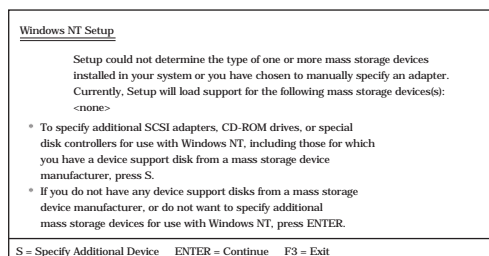 Windows NT Setup
Setup could not determine the type of one or more mass storage devices
installed in your system or you have chosen to manually specify an adapter.
Currently, Setup will load support for the following mass storage devices(s):
<none>
* To specify additional SCSI adapters, CD-ROM drives, or special
disk controllers for use with Windows NT, including those for which
you have a device support disk from a mass storage device
manufacturer, press S.
* If you do not have any device support disks from a mass storage
device manufacturer, or do not want to specify additional
mass storage devices for use with Windows NT, press ENTER.
S = Specify Additional Device ENTER = Continue F3 = Exit